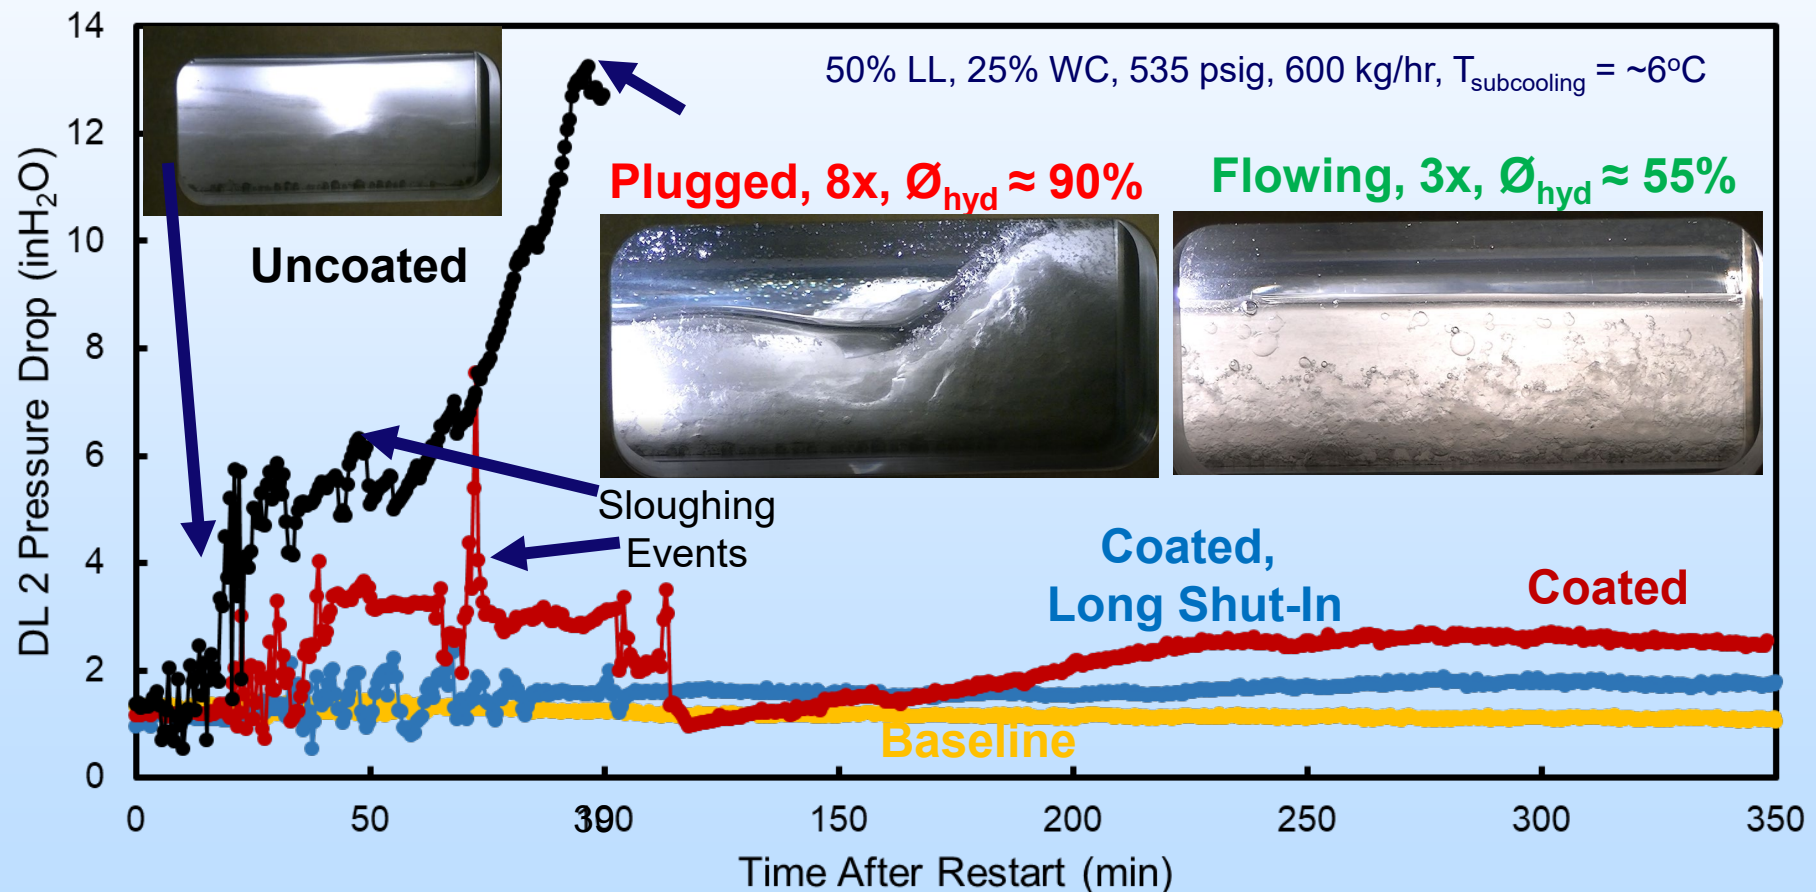 14
12
10
8
6
4
2
0
DL 2 Pressure Drop (inH₂O)
50% LL, 25% WC, 535 psig, 600 kg/hr, Tsubcooling = ~6°C
Plugged, 8x, Øhyd ≈ 90%
Flowing, 3x, Øhyd ≈ 55%
Uncoated
Sloughing
Events
Coated,
Long Shut-In
Coated
Baseline
0 50 150 200 250 300 350
Time After Restart (min)